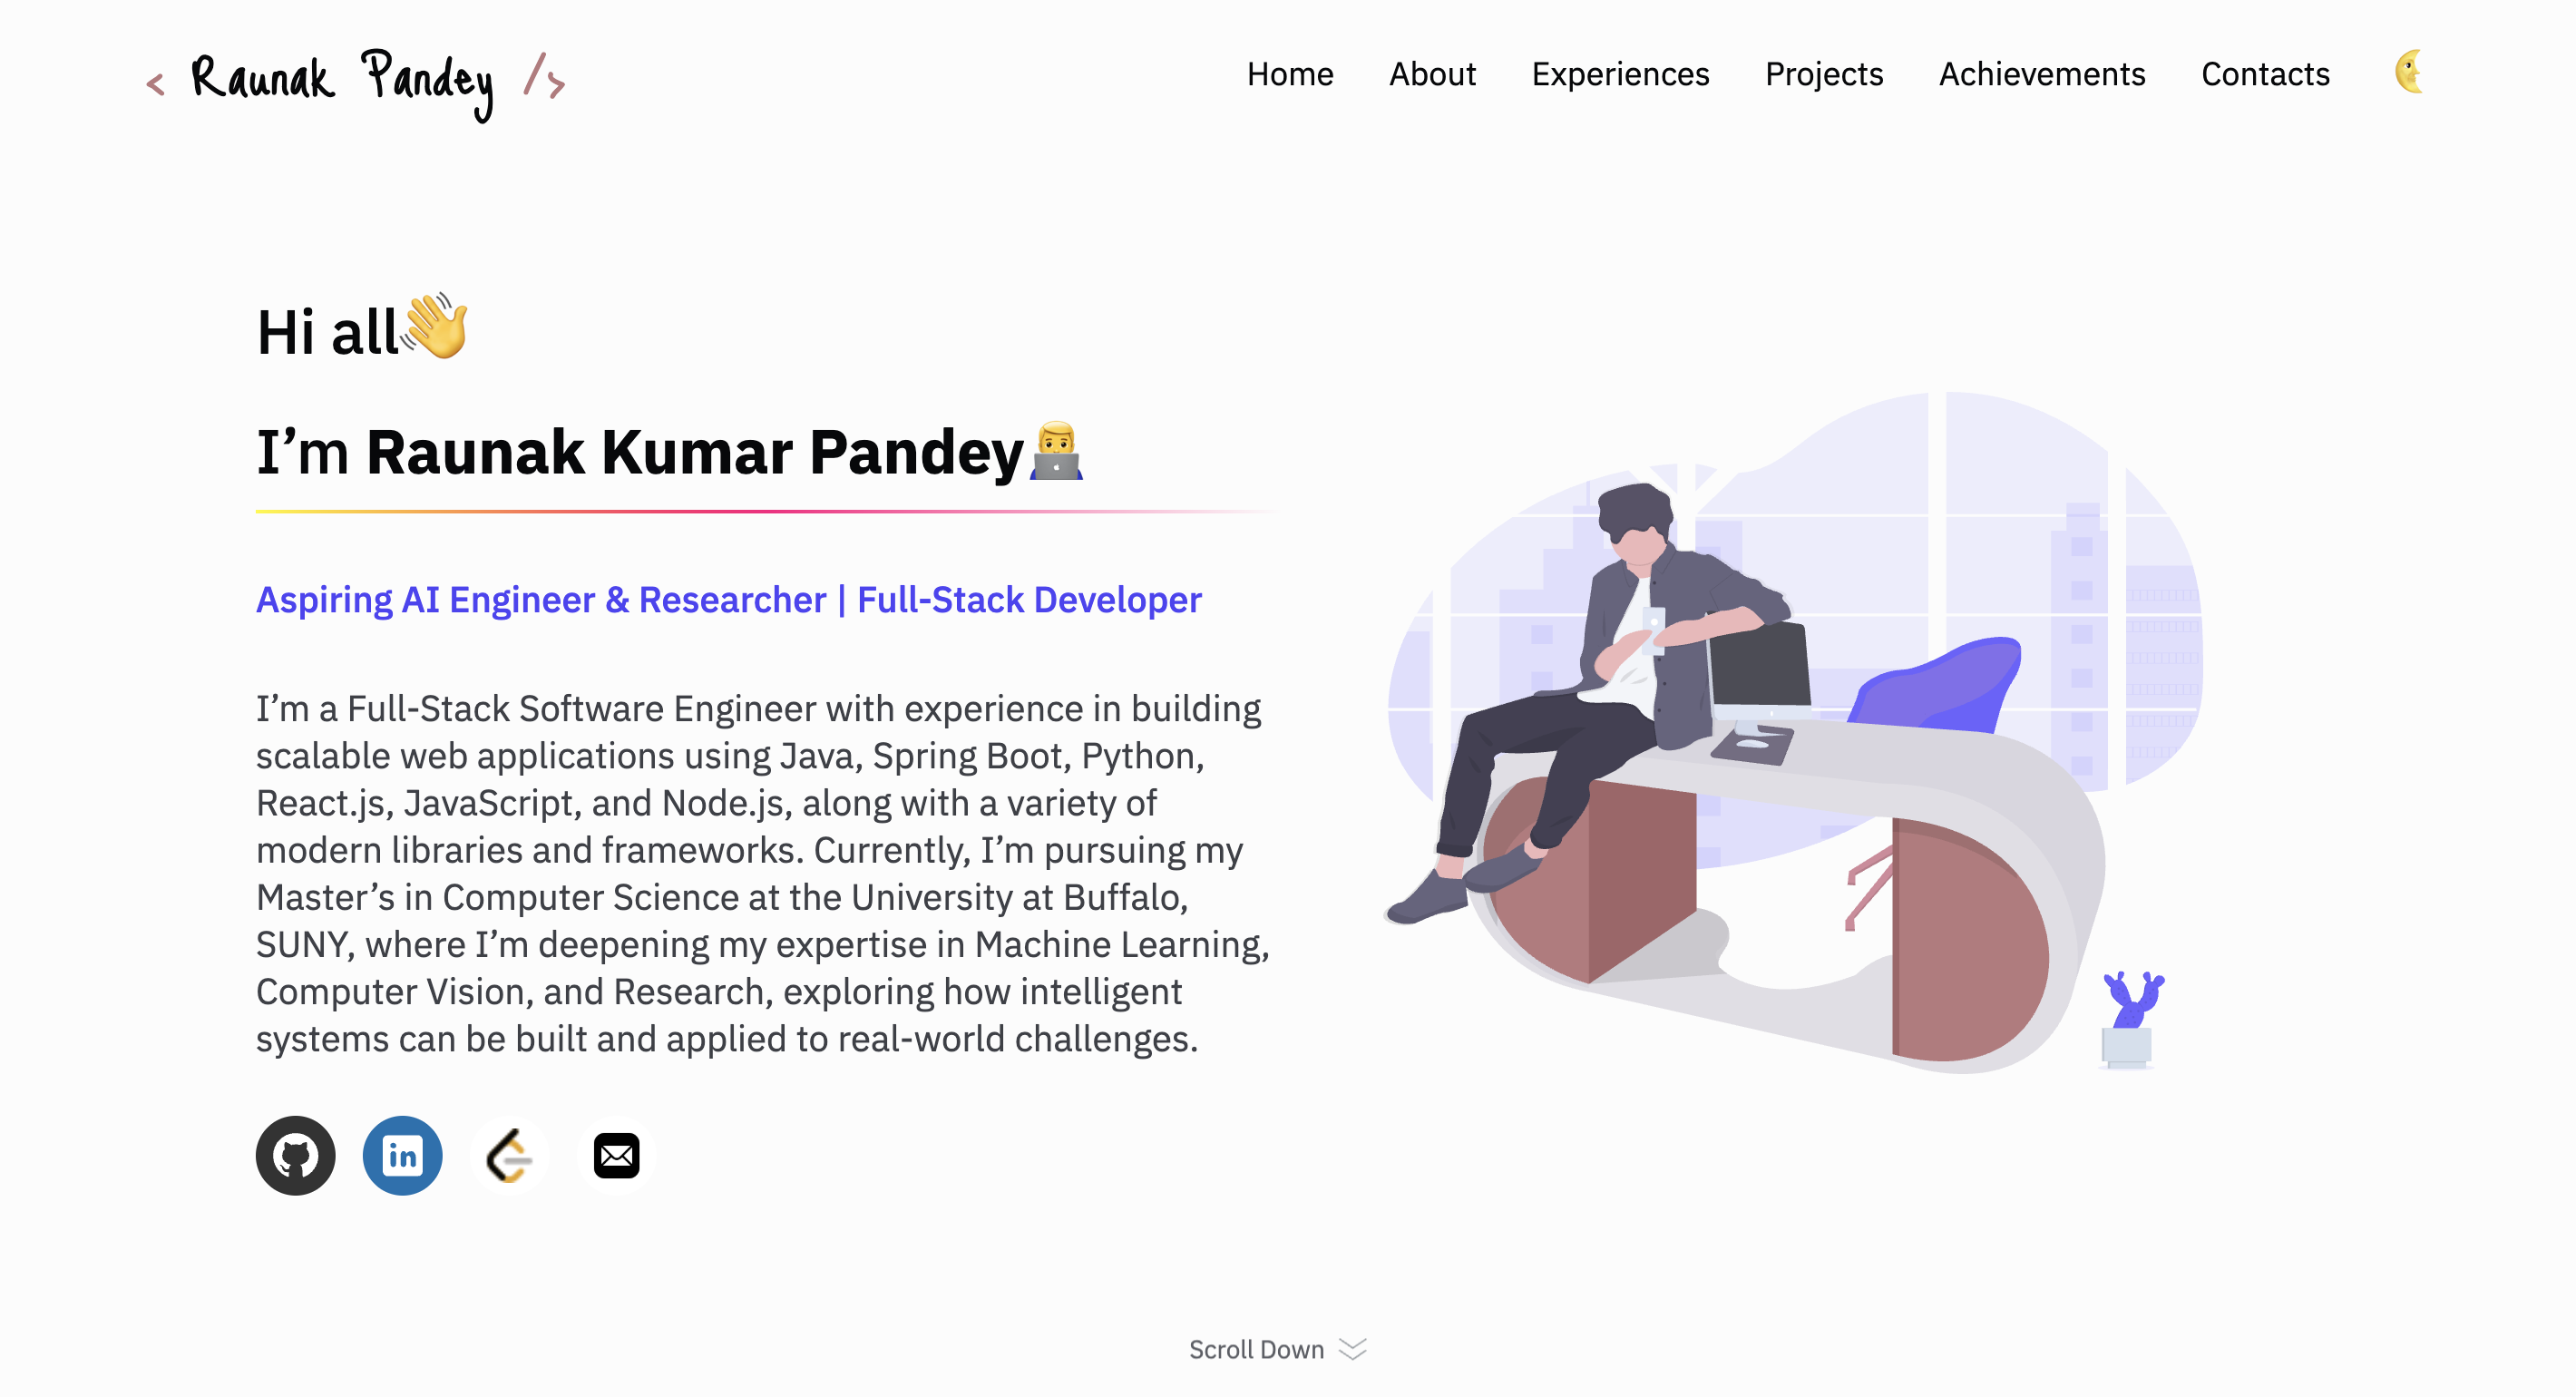 < Raunak Pandey />
Home About Experiences Projects Achievements Contacts
Hi all👋
I’m Raunak Kumar Pandey👨‍💻
Aspiring AI Engineer & Researcher | Full-Stack Developer
I’m a Full-Stack Software Engineer with experience in building
scalable web applications using Java, Spring Boot, Python,
React.js, JavaScript, and Node.js, along with a variety of
modern libraries and frameworks. Currently, I’m pursuing my
Master’s in Computer Science at the University at Buffalo,
SUNY, where I’m deepening my expertise in Machine Learning,
Computer Vision, and Research, exploring how intelligent
systems can be built and applied to real-world challenges.
in
Scroll Down